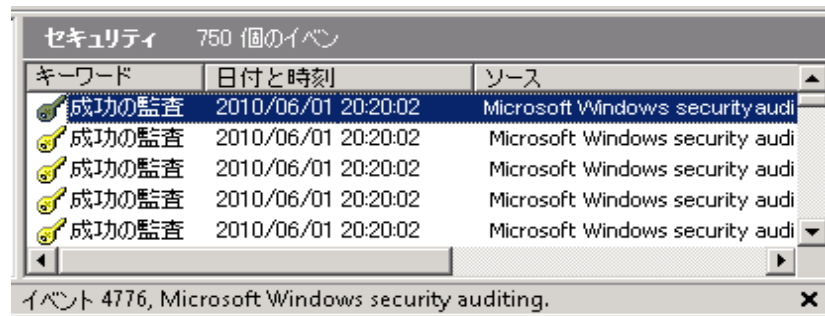 セキュリティ 750 個のイベン
キーワード 日付と時刻 ソース
成功の監査 2010/06/01 20:20:02 Microsoft Windows security audi
成功の監査 2010/06/01 20:20:02 Microsoft Windows security audi
成功の監査 2010/06/01 20:20:02 Microsoft Windows security audi
成功の監査 2010/06/01 20:20:02 Microsoft Windows security audi
成功の監査 2010/06/01 20:20:02 Microsoft Windows security audi
イベント 4776, Microsoft Windows security auditing.